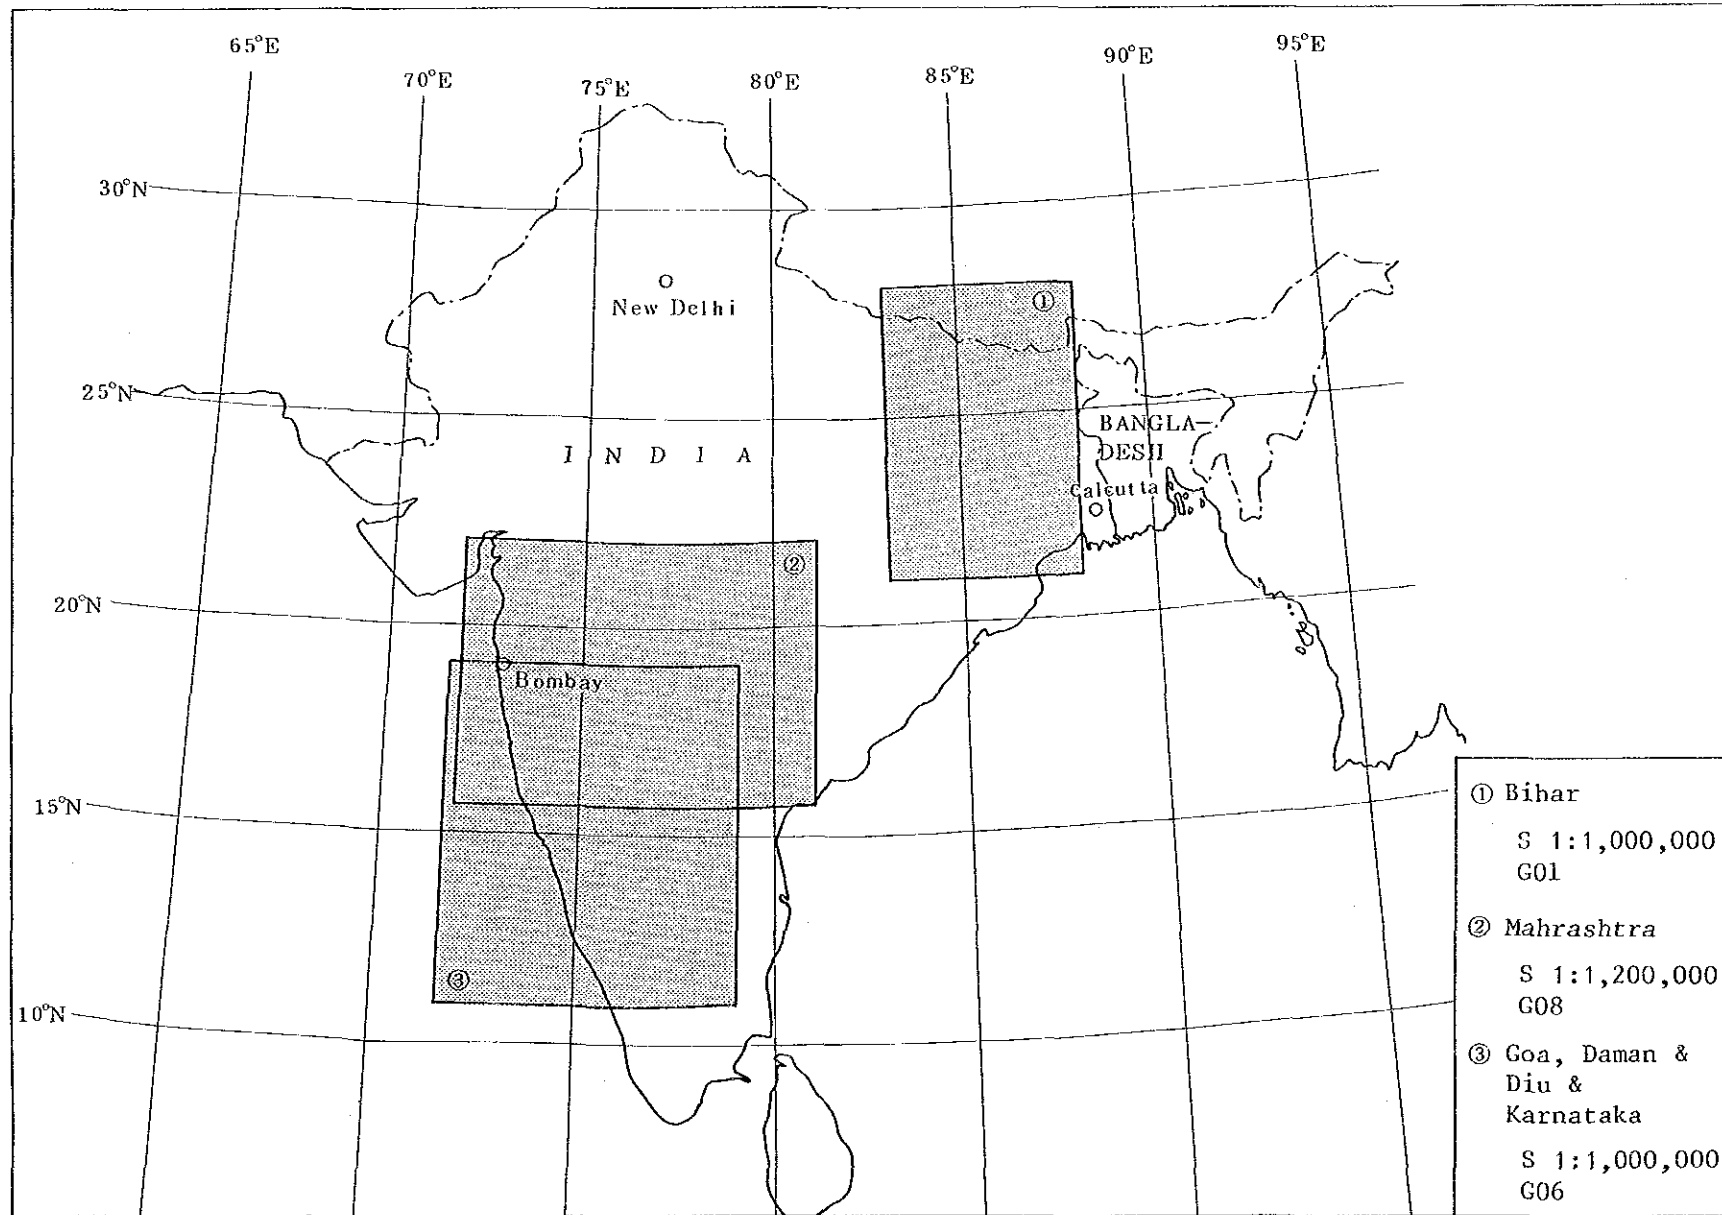 65°E
70°E
75°E
80°E
85°E
90°E
95°E
30°N
①
New Delhi
25°N
BANGLA-
DESH
I N D I A
Calcutta
②
20°N
Bombay
15°N
③
10°N
① Bihar
S 1:1,000,000
G01
② Mahrashtra
S 1:1,200,000
G08
③ Goa, Daman &
Diu &
Karnataka
S 1:1,000,000
G06